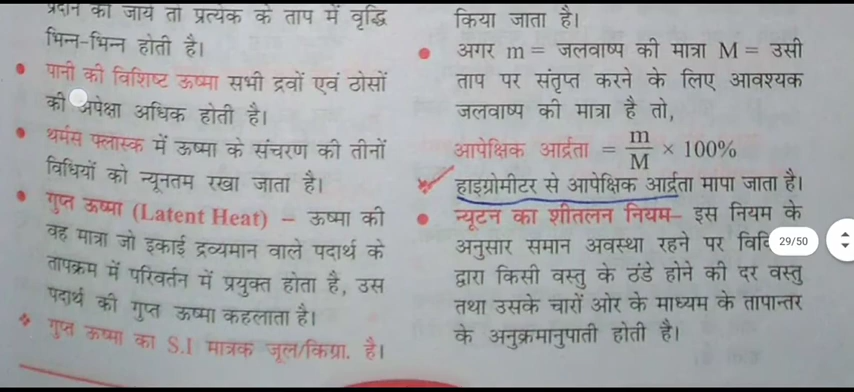 प्रदान की जाये तो प्रत्येक के ताप में वृद्धि
भिन्न-भिन्न होती है।
पानी की विशिष्ट ऊष्मा सभी द्रवों एवं ठोसों
की अपेक्षा अधिक होती है।
थर्मस फ्लास्क में ऊष्मा के संचरण की तीनों
विधियों को न्यूनतम रखा जाता है।
गुप्त ऊष्मा (Latent Heat) – ऊष्मा की
वह मात्रा जो इकाई द्रव्यमान वाले पदार्थ के
तापक्रम में परिवर्तन में प्रयुक्त होता है, उस
पदार्थ की गुप्त ऊष्मा कहलाता है।
गुप्त ऊष्मा का S.I मात्रक जूल/किग्रा. है।
किया जाता है।
अगर m = जलवाष्प की मात्रा M = उसी
ताप पर संतृप्त करने के लिए आवश्यक
जलवाष्प की मात्रा है तो,
आपेक्षिक आर्द्रता = m/M × 100%
हाइग्रोमीटर से आपेक्षिक आर्द्रता मापा जाता है।
न्यूटन का शीतलन नियम– इस नियम के
अनुसार समान अवस्था रहने पर
29/50
द्वारा किसी वस्तु के ठंडे होने की दर वस्तु
तथा उसके चारों ओर के माध्यम के तापान्तर
के अनुक्रमानुपाती होती है।